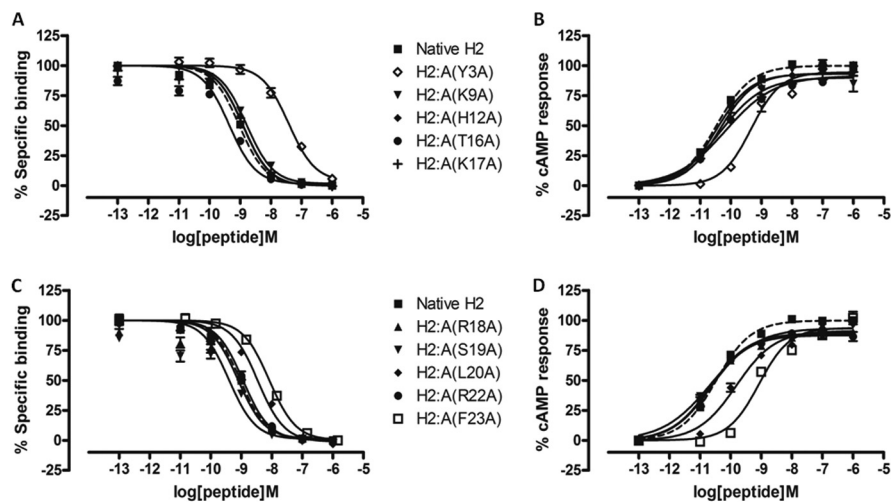 A
% Sepcific binding
125
100
75
50
25
0
-25
-13 -11 -10 -9 -8 -7 -6 -5
log[peptide]M
Native H2
H2:A(Y3A)
H2:A(K9A)
H2:A(H12A)
H2:A(T16A)
H2:A(K17A)
B
% cAMP response
125
100
75
50
25
0
-25
-13 -11 -10 -9 -8 -7 -6 -5
log[peptide]M
C
% Specific binding
125
100
75
50
25
0
-25
-13 -11 -10 -9 -8 -7 -6 -5
log[peptide]M
Native H2
H2:A(R18A)
H2:A(S19A)
H2:A(L20A)
H2:A(R22A)
H2:A(F23A)
D
% cAMP response
125
100
75
50
25
0
-25
-13 -11 -10 -9 -8 -7 -6 -5
log[peptide]M